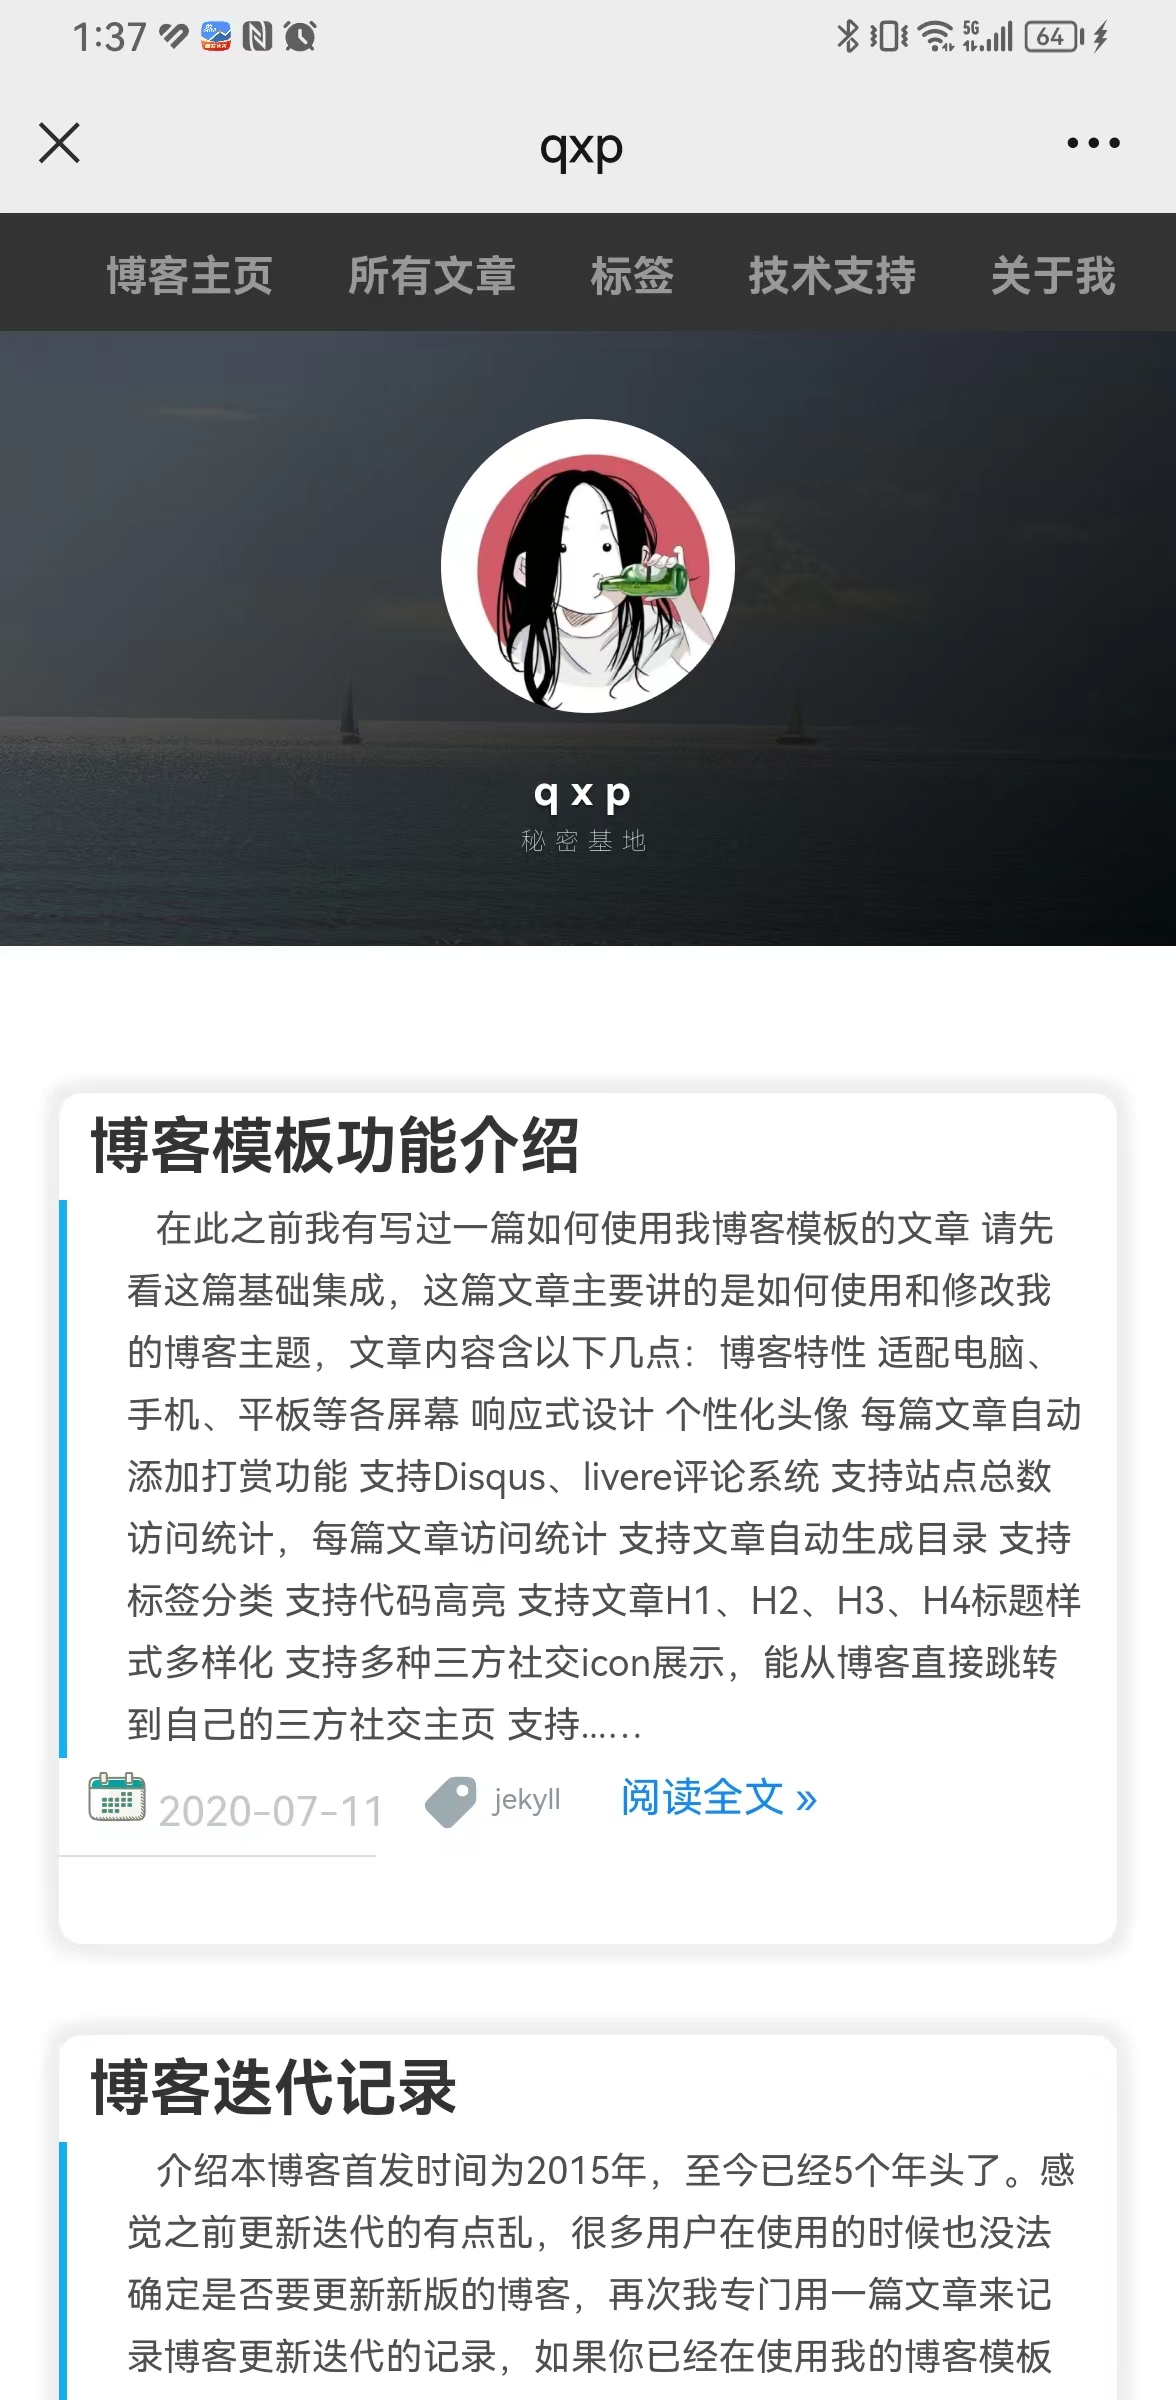 1:37
5G
64
qxp
博客主页 所有文章 标签 技术支持 关于我
qxp
秘密基地
博客模板功能介绍
在此之前我有写过一篇如何使用我博客模板的文章 请先
看这篇基础集成，这篇文章主要讲的是如何使用和修改我
的博客主题，文章内容含以下几点：博客特性 适配电脑、
手机、平板等各屏幕 响应式设计 个性化头像 每篇文章自动
添加打赏功能 支持Disqus、livere评论系统 支持站点总数
访问统计，每篇文章访问统计 支持文章自动生成目录 支持
标签分类 支持代码高亮 支持文章H1、H2、H3、H4标题样
式多样化 支持多种三方社交icon展示，能从博客直接跳转
到自己的三方社交主页 支持...…
2020-07-11 jekyll 阅读全文 »
博客迭代记录
介绍本博客首发时间为2015年，至今已经5个年头了。感
觉之前更新迭代的有点乱，很多用户在使用的时候也没法
确定是否要更新新版的博客，再次我专门用一篇文章来记
录博客更新迭代的记录，如果你已经在使用我的博客模板